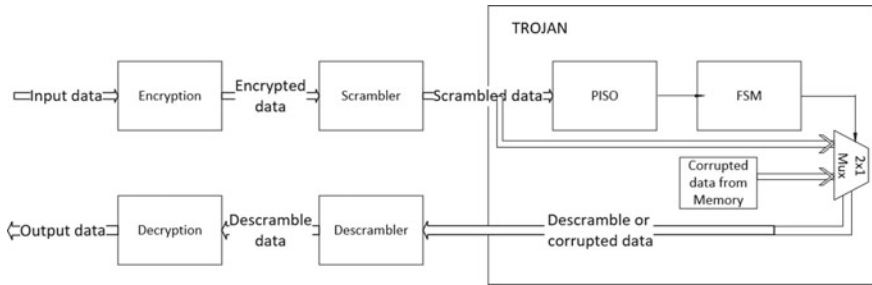 TROJAN
Input data
Encryption
Encrypted
data
Scrambler
Scrambled data
PISO
FSM
2x1
Mux
Corrupted
data from
Memory
Output data
Decryption
Descramble
data
Descrambler
Descramble or
corrupted data